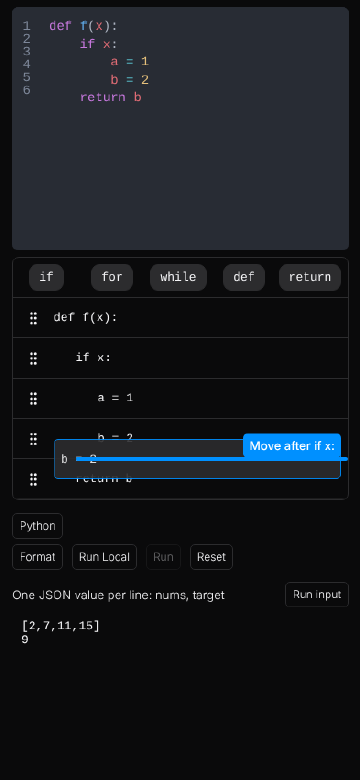 1 def f(x):
2     if x:
3         a = 1
4         b = 2
5     return b
6
if for while def return
def f(x):
if x:
a = 1
b = 2
Move after if x:
b = 2
return b
Python
Format Run Local Run Reset
One JSON value per line: nums, target Run input
[2,7,11,15]
9